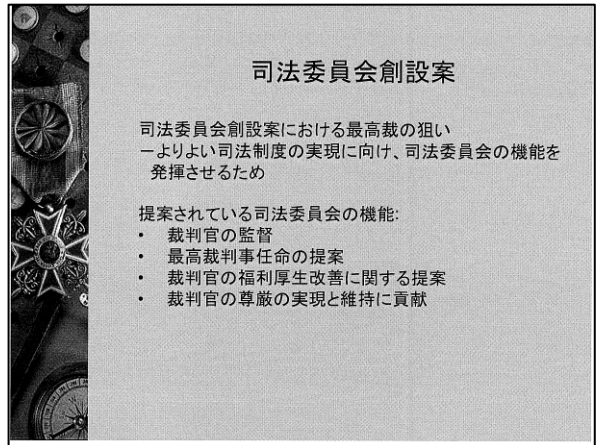 司法委員会創設案
司法委員会創設案における最高裁の狙い
－よりよい司法制度の実現に向け、司法委員会の機能を
発揮させるため
提案されている司法委員会の機能:
・ 裁判官の監督
・ 最高裁判事任命の提案
・ 裁判官の福利厚生改善に関する提案
・ 裁判官の尊厳の実現と維持に貢献